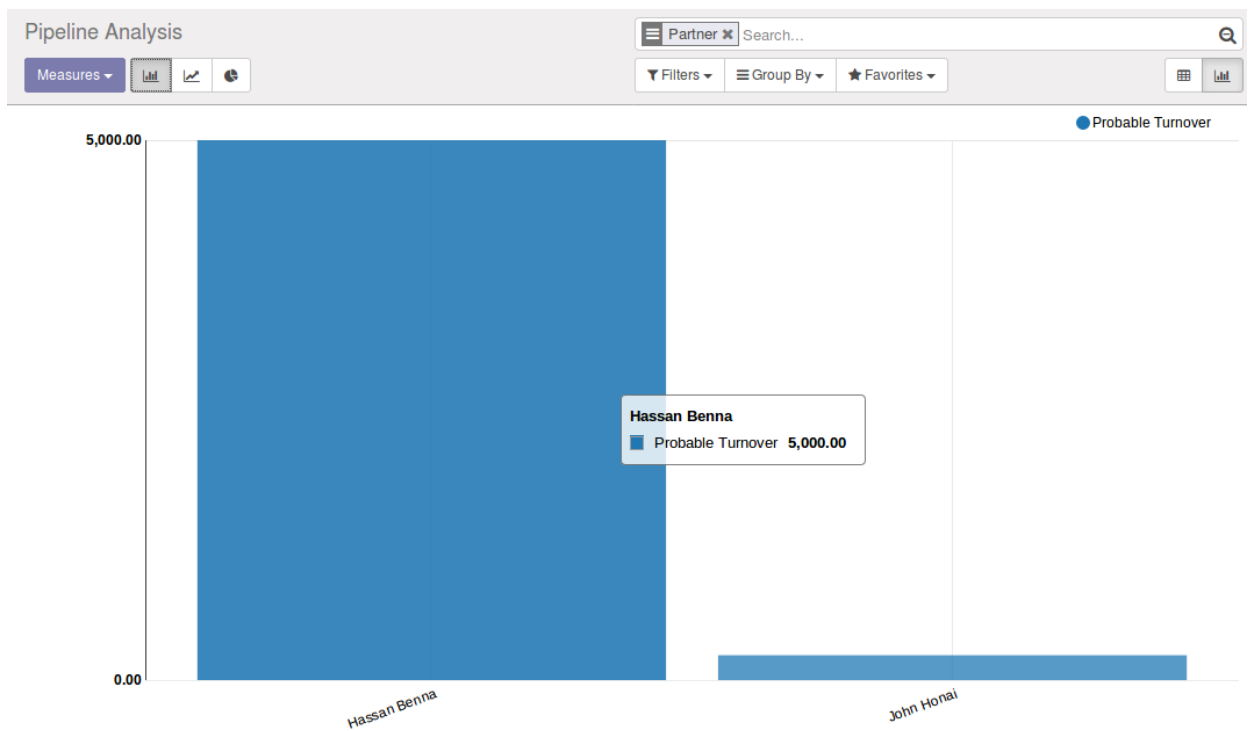 Pipeline Analysis
Partner Search...
Measures
Filters Group By Favorites
Probable Turnover
5,000.00
Hassan Benna
Probable Turnover 5,000.00
0.00
Hassan Benna
John Honai